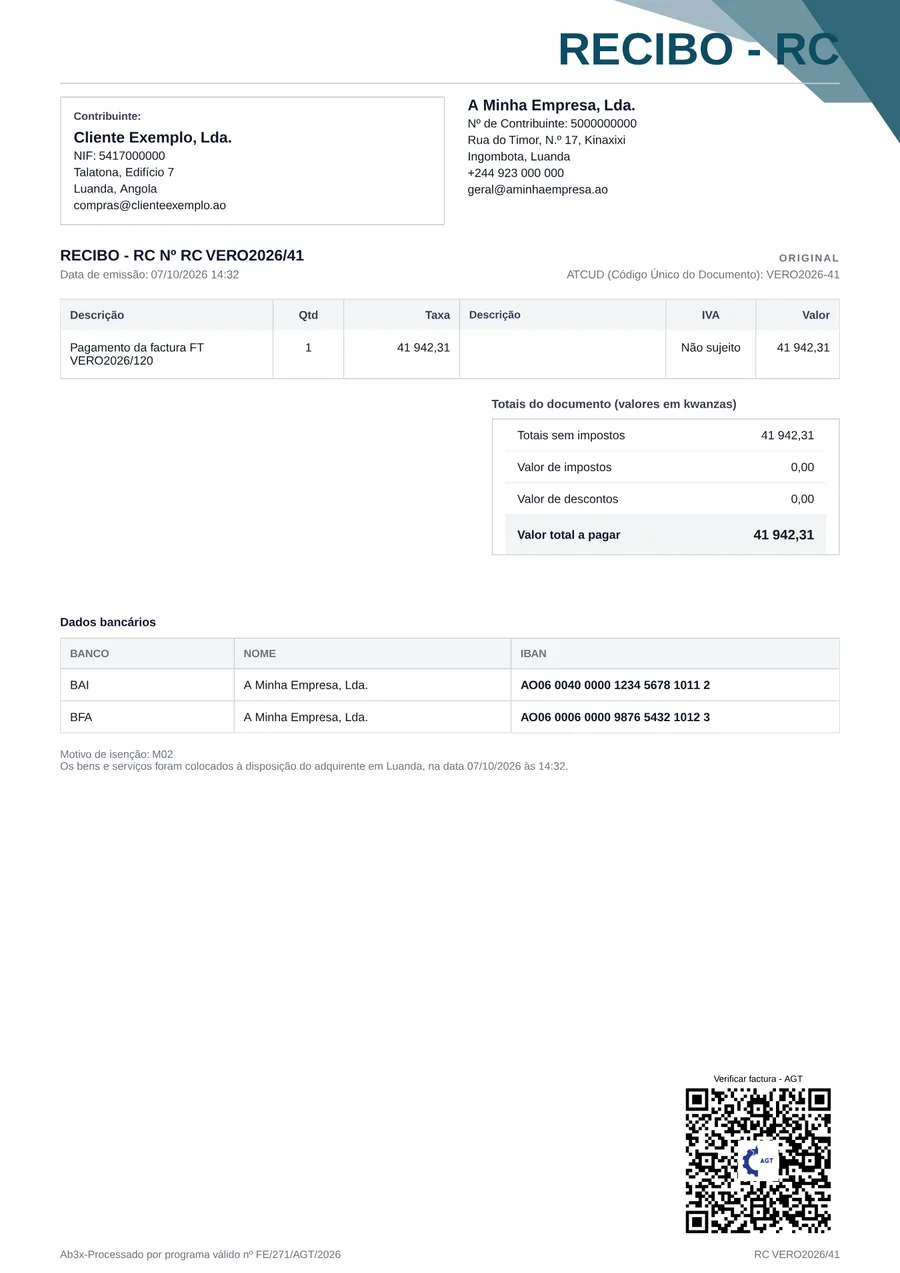 RECIBO - RC
Contribuinte:
Cliente Exemplo, Lda.
NIF: 5417000000
Talatona, Edifício 7
Luanda, Angola
compras@clienteexemplo.ao
A Minha Empresa, Lda.
Nº de Contribuinte: 5000000000
Rua do Timor, N.º 17, Kinaxixi
Ingombota, Luanda
+244 923 000 000
geral@aminhaempresa.ao
RECIBO - RC Nº RC VERO2026/41
ORIGINAL
Data de emissão: 07/10/2026 14:32
ATCUD (Código Único do Documento): VERO2026-41
Descrição Qtd Taxa Descrição IVA Valor
Pagamento da factura FT 1 41 942,31 Não sujeito 41 942,31
VERO2026/120
Totais do documento (valores em kwanzas)
Totais sem impostos 41 942,31
Valor de impostos 0,00
Valor de descontos 0,00
Valor total a pagar 41 942,31
Dados bancários
BANCO NOME IBAN
BAI A Minha Empresa, Lda. AO06 0040 0000 1234 5678 1011 2
BFA A Minha Empresa, Lda. AO06 0006 0000 9876 5432 1012 3
Motivo de isenção: M02
Os bens e serviços foram colocados à disposição do adquirente em Luanda, na data 07/10/2026 às 14:32.
Verificar factura - AGT
AGT
Ab3x-Processado por programa válido nº FE/271/AGT/2026
RC VERO2026/41